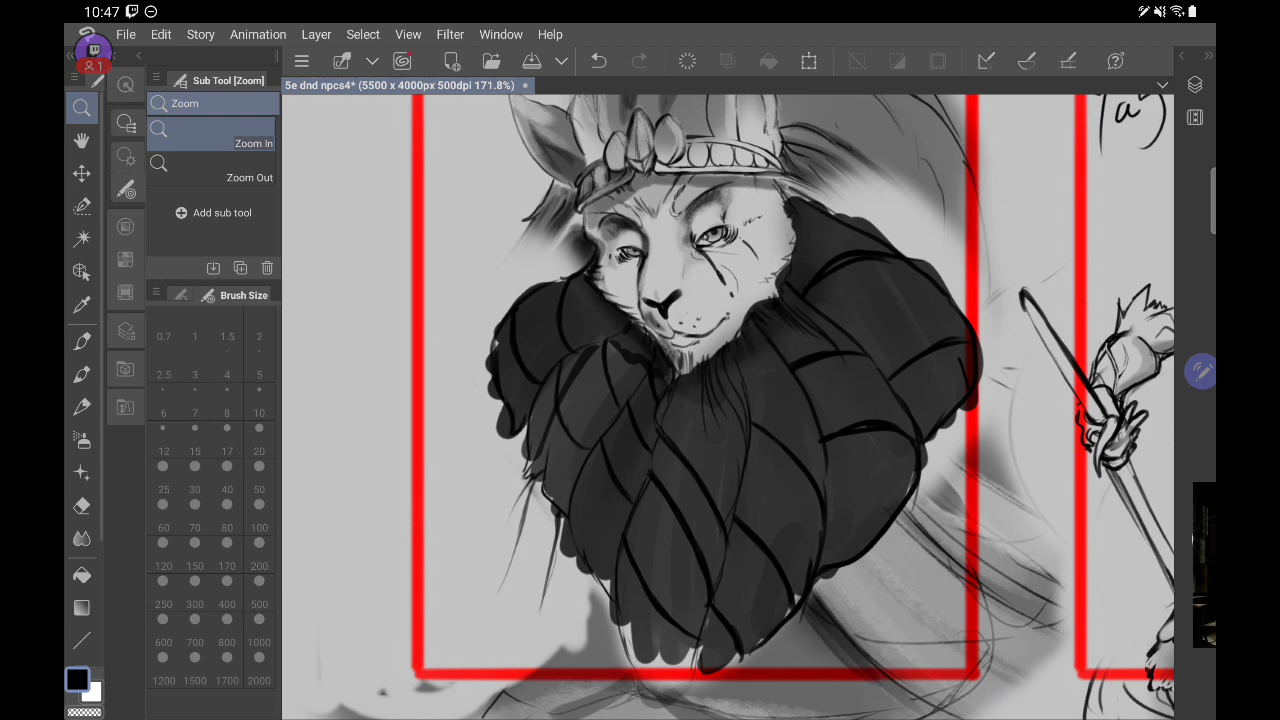 10:47
File Edit Story Animation Layer Select View Filter Window Help
1
Sub Tool [Zoom]
5e dnd npcs4* (5500 x 4000px 500dpi 171.8%)
Zoom
Zoom In
Zoom Out
Add sub tool
Brush Size
0.7 1 1.5 2
2.5 3 4 5
6 7 8 10
12 15 17 20
25 30 40 50
60 70 80 100
120 150 170 200
250 300 400 500
600 700 800 1000
1200 1500 1700 2000